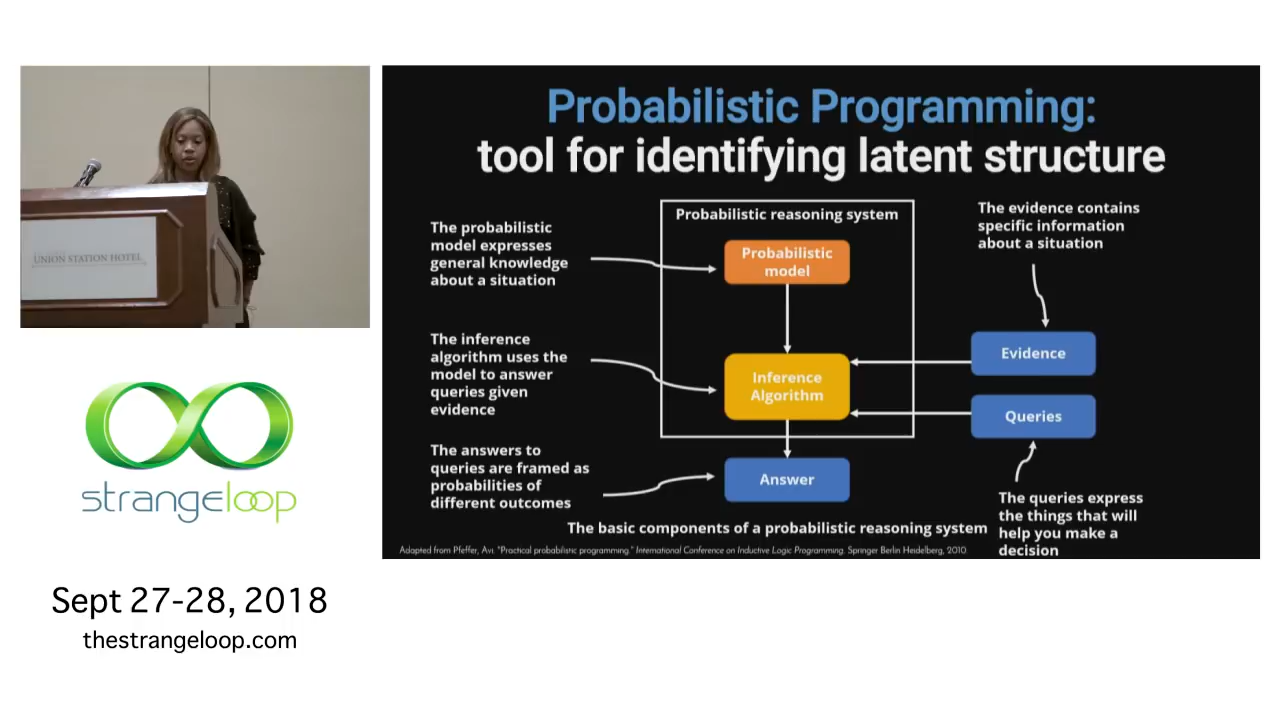 UNION STATION HOTEL
strangeloop
Sept 27-28, 2018
thestrangeloop.com
Probabilistic Programming:
tool for identifying latent structure
The probabilistic
model expresses
general knowledge
about a situation
The inference
algorithm uses the
model to answer
queries given
evidence
The answers to
queries are framed as
probabilities of
different outcomes
Probabilistic reasoning system
Probabilistic
model
Inference
Algorithm
Answer
The evidence contains
specific information
about a situation
Evidence
Queries
The queries express
the things that will
help you make a
decision
The basic components of a probabilistic reasoning system
Adapted from Pfeffer, Avi. "Practical probabilistic programming." International Conference on Inductive Logic Programming. Springer Berlin Heidelberg, 2010.